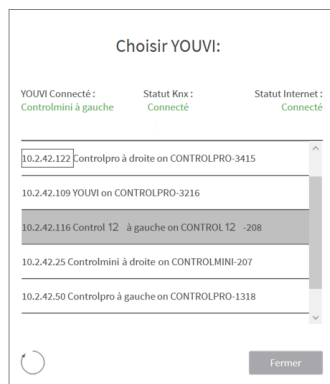 Choisir YOUVI:
YOUVI Connecté : Statut Knx : Statut Internet :
Controlmini à gauche Connecté Connecté
10.2.42.122 Controlpro à droite on CONTROLPRO-3415
10.2.42.109 YOUVI on CONTROLPRO-3216
10.2.42.116 Control 12 à gauche on CONTROL 12 -208
10.2.42.25 Controlmini à droite on CONTROLMINI-207
10.2.42.50 Controlpro à gauche on CONTROLPRO-1318
Fermer